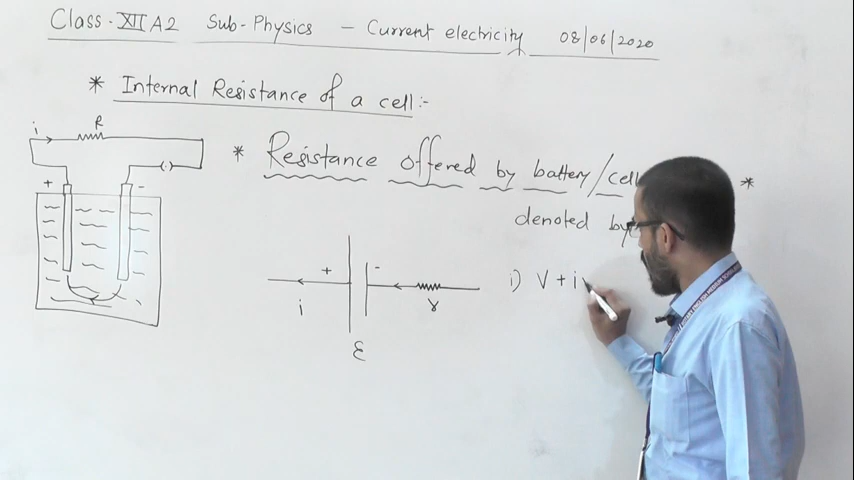 Class-XII A2 Sub-Physics - Current electricity 08/06/2020
* Internal Resistance of a cell:-
* Resistance offered by battery/cell *
denoted by
i
R
+ -
+ -
i r
ε
i) V + i